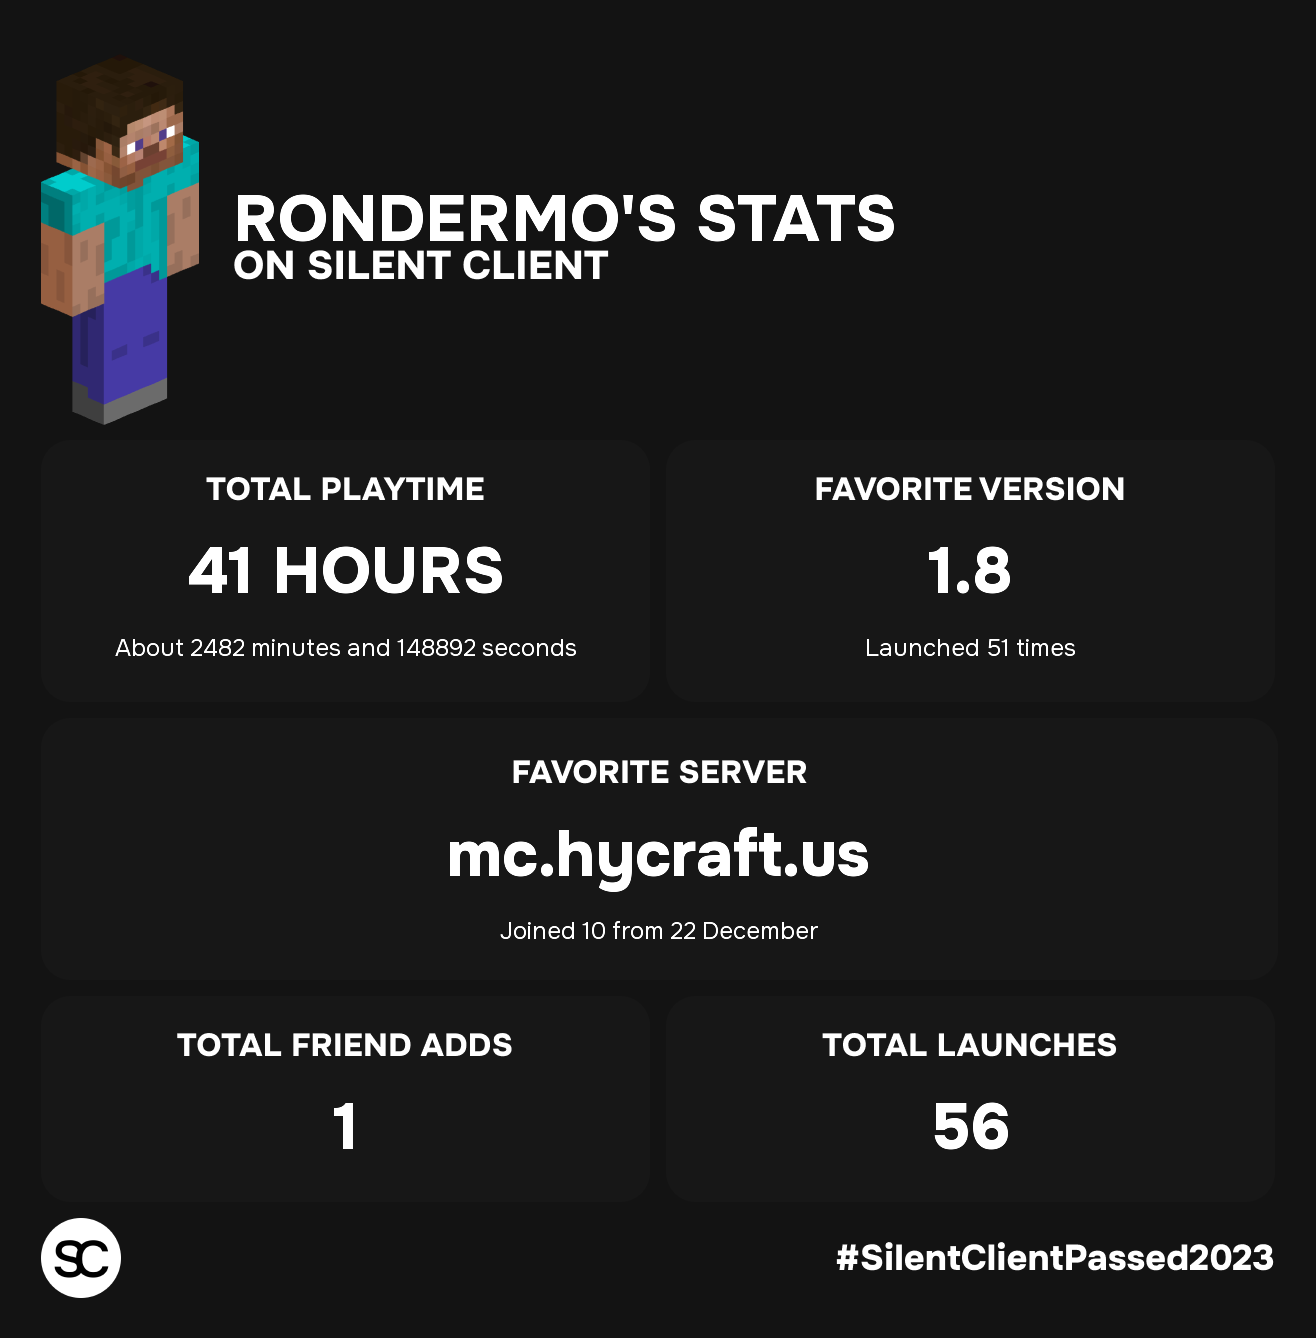 RONDERMO'S STATS
ON SILENT CLIENT
TOTAL PLAYTIME
41 HOURS
About 2482 minutes and 148892 seconds
FAVORITE VERSION
1.8
Launched 51 times
FAVORITE SERVER
mc.hycraft.us
Joined 10 from 22 December
TOTAL FRIEND ADDS
1
TOTAL LAUNCHES
56
SC
#SilentClientPassed2023